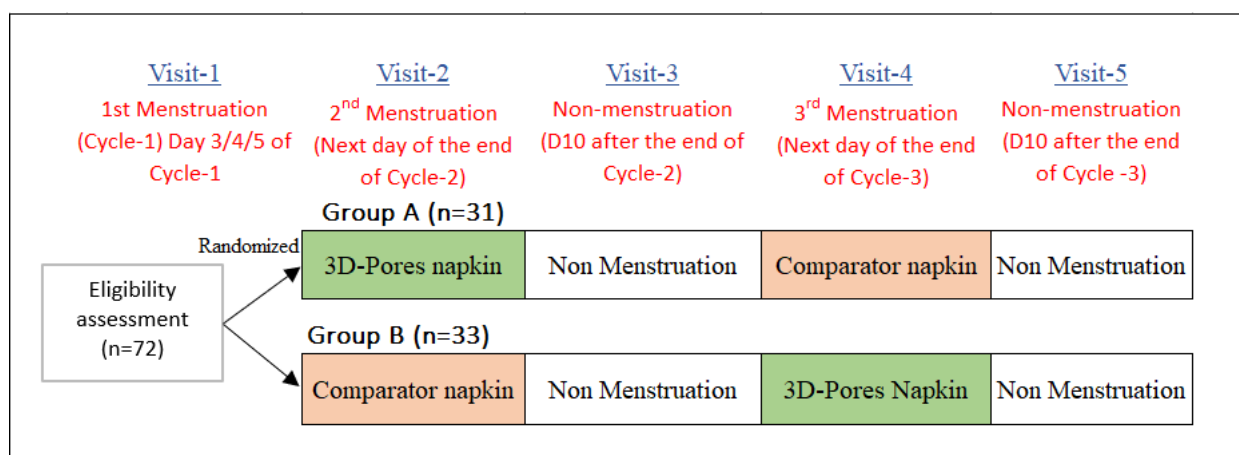 Visit-1 Visit-2 Visit-3 Visit-4 Visit-5
1st Menstruation
(Cycle-1) Day 3/4/5 of
Cycle-1
2nd Menstruation
(Next day of the end
of Cycle-2)
Non-menstruation
(D10 after the end of
Cycle-2)
3rd Menstruation
(Next day of the end
of Cycle-3)
Non-menstruation
(D10 after the end
of Cycle -3)
Group A (n=31)
Randomized
3D-Pores napkin Non Menstruation Comparator napkin Non Menstruation
Eligibility
assessment
(n=72)
Group B (n=33)
Comparator napkin Non Menstruation 3D-Pores Napkin Non Menstruation